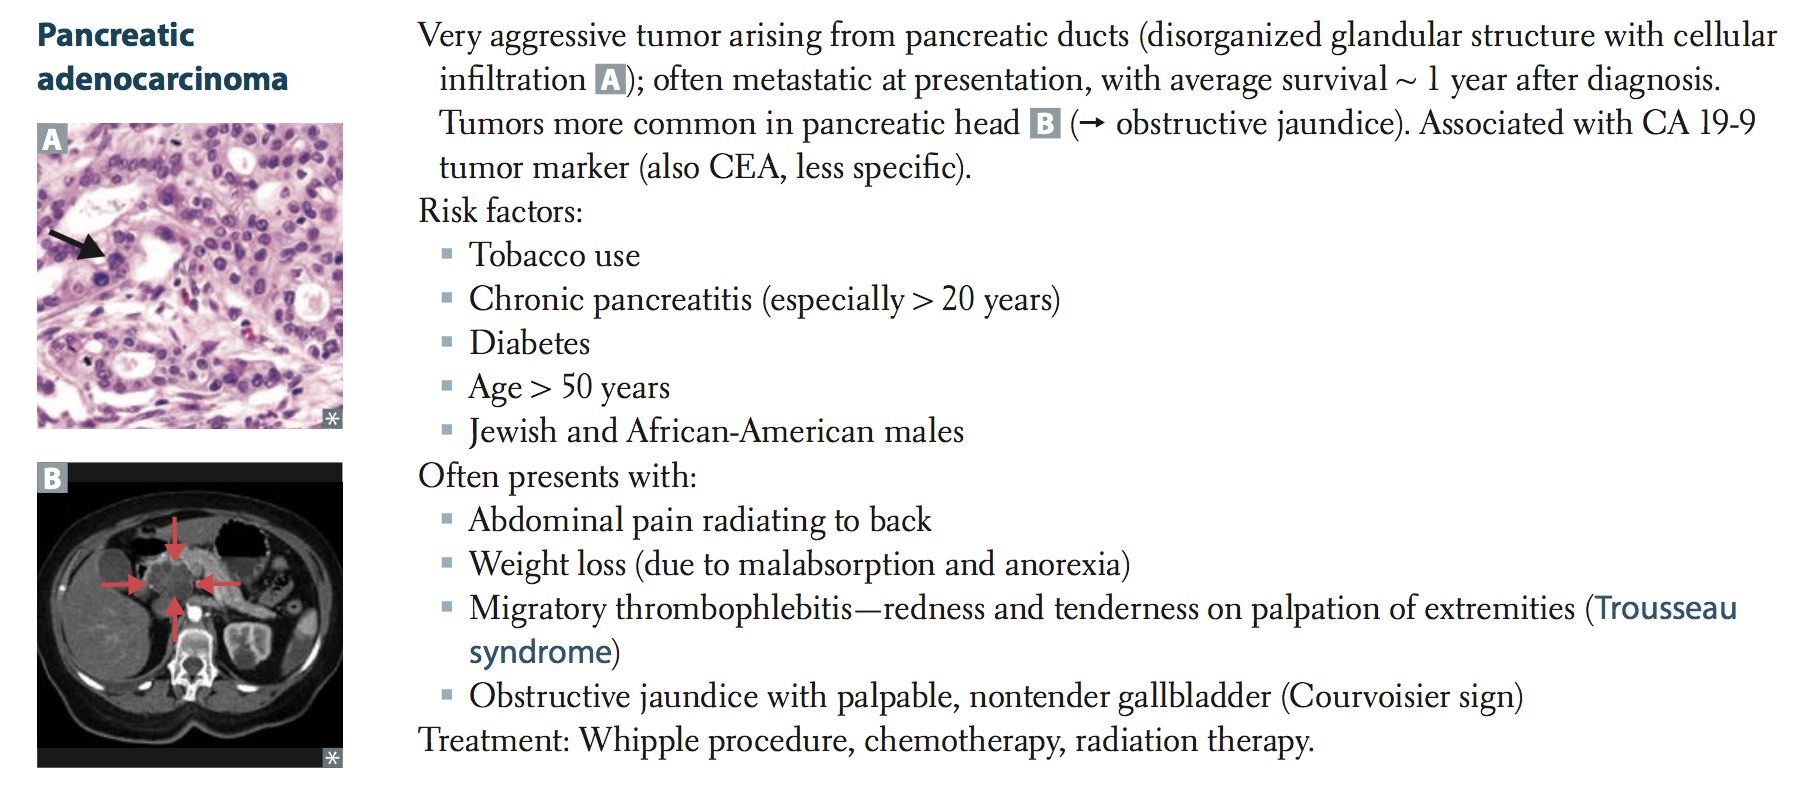 Pancreatic
adenocarcinoma
A
B
Very aggressive tumor arising from pancreatic ducts (disorganized glandular structure with cellular
infiltration A); often metastatic at presentation, with average survival ~ 1 year after diagnosis.
Tumors more common in pancreatic head B (→ obstructive jaundice). Associated with CA 19-9
tumor marker (also CEA, less specific).
Risk factors:
▪ Tobacco use
▪ Chronic pancreatitis (especially > 20 years)
▪ Diabetes
▪ Age > 50 years
▪ Jewish and African-American males
Often presents with:
▪ Abdominal pain radiating to back
▪ Weight loss (due to malabsorption and anorexia)
▪ Migratory thrombophlebitis—redness and tenderness on palpation of extremities (Trousseau
syndrome)
▪ Obstructive jaundice with palpable, nontender gallbladder (Courvoisier sign)
Treatment: Whipple procedure, chemotherapy, radiation therapy.